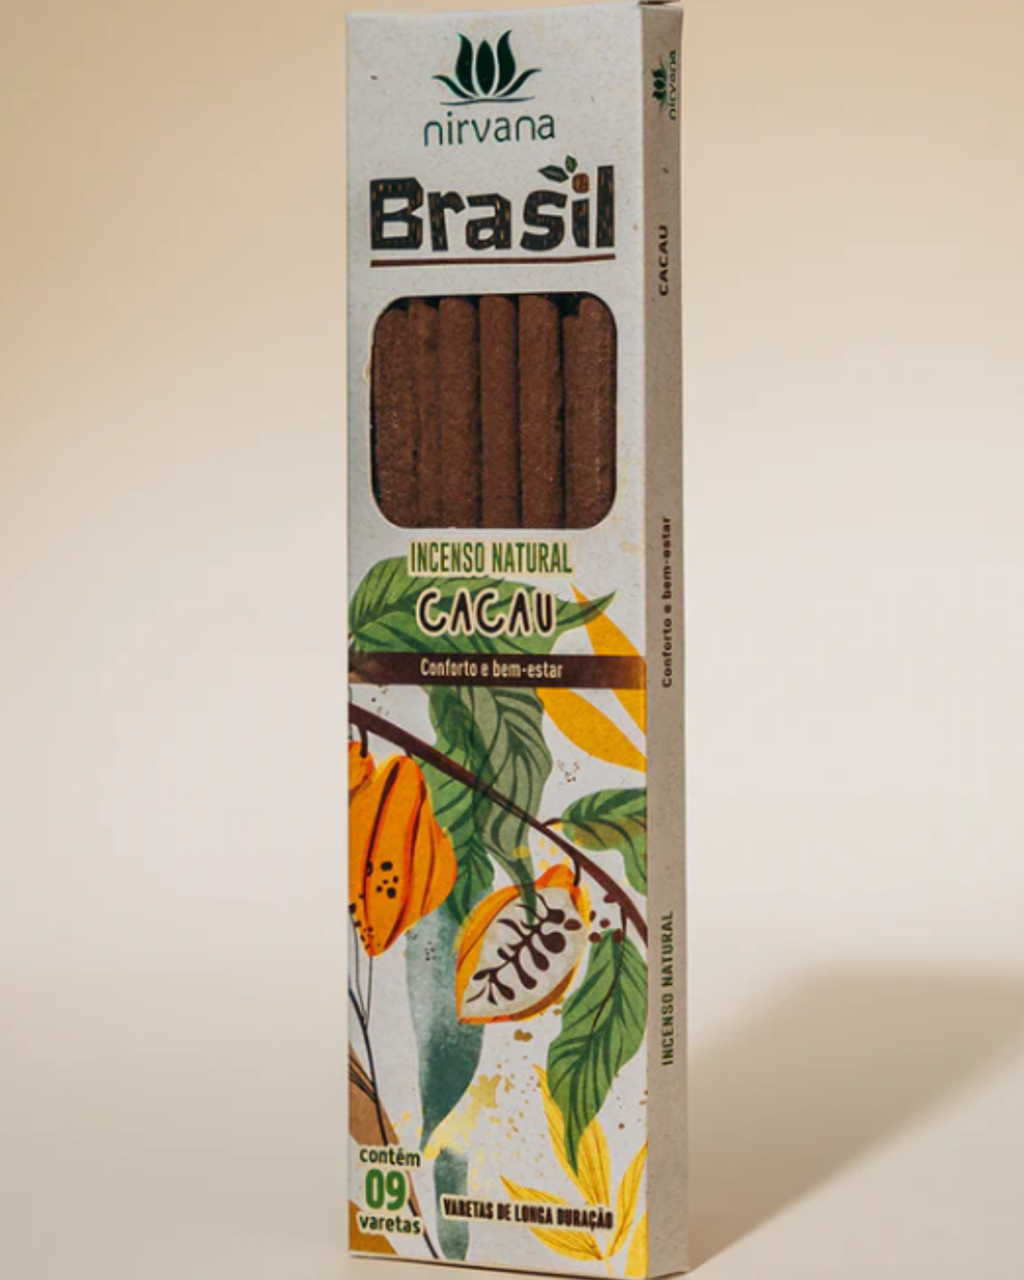 nirvana
Brasil
INCENSO NATURAL
CACAU
Conforto e bem-estar
contém
09
varetas
VARETAS DE LONGA DURAÇÃO
nirvana
CACAU
Conforto e bem-estar
INCENSO NATURAL